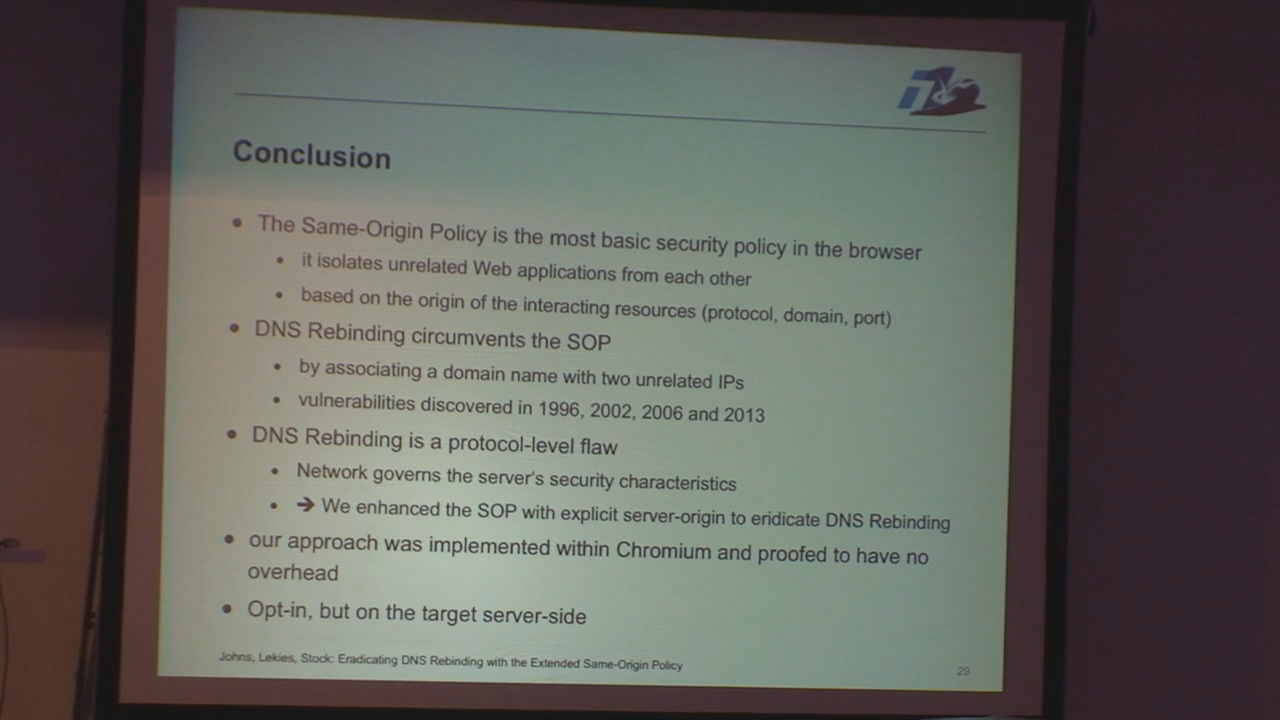 Conclusion
• The Same-Origin Policy is the most basic security policy in the browser
• it isolates unrelated Web applications from each other
• based on the origin of the interacting resources (protocol, domain, port)
• DNS Rebinding circumvents the SOP
• by associating a domain name with two unrelated IPs
• vulnerabilities discovered in 1996, 2002, 2006 and 2013
• DNS Rebinding is a protocol-level flaw
• Network governs the server's security characteristics
• ➔ We enhanced the SOP with explicit server-origin to eridicate DNS Rebinding
• our approach was implemented within Chromium and proofed to have no
overhead
• Opt-in, but on the target server-side
Johns, Lekies, Stock: Eradicating DNS Rebinding with the Extended Same-Origin Policy
29